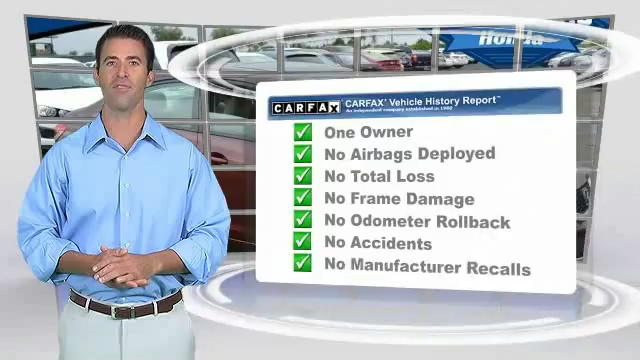 Honda
CARFAX
CARFAX® Vehicle History Report™
An independent company established in 1986
One Owner
No Airbags Deployed
No Total Loss
No Frame Damage
No Odometer Rollback
No Accidents
No Manufacturer Recalls